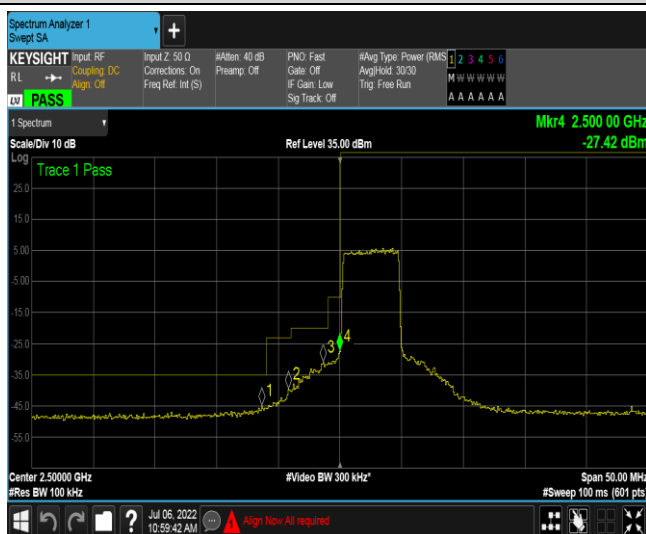 Spectrum Analyzer 1
Swept SA
+
KEYSIGHT
RL
LXI
PASS
Input: RF
Coupling: DC
Align: Off
Input Z: 50 Ω
Corrections: On
Freq Ref: Int (S)
#Atten: 40 dB
Preamp: Off
PNO: Fast
Gate: Off
IF Gain: Low
Sig Track: Off
#Avg Type: Power (RMS
Avg|Hold: 30/30
Trig: Free Run
1 2 3 4 5 6
M W W W W W
A A A A A A
1 Spectrum
Scale/Div 10 dB
Ref Level 35.00 dBm
Mkr4 2.500 00 GHz
-27.42 dBm
Log
Trace 1 Pass
25.0
15.0
5.00
-5.00
-15.0
-25.0
-35.0
-45.0
-55.0
1
2
3
4
Center 2.50000 GHz
#Res BW 100 kHz
#Video BW 300 kHz*
Span 50.00 MHz
#Sweep 100 ms (601 pts)
?
Jul 06, 2022
10:59:42 AM
Align Now All required